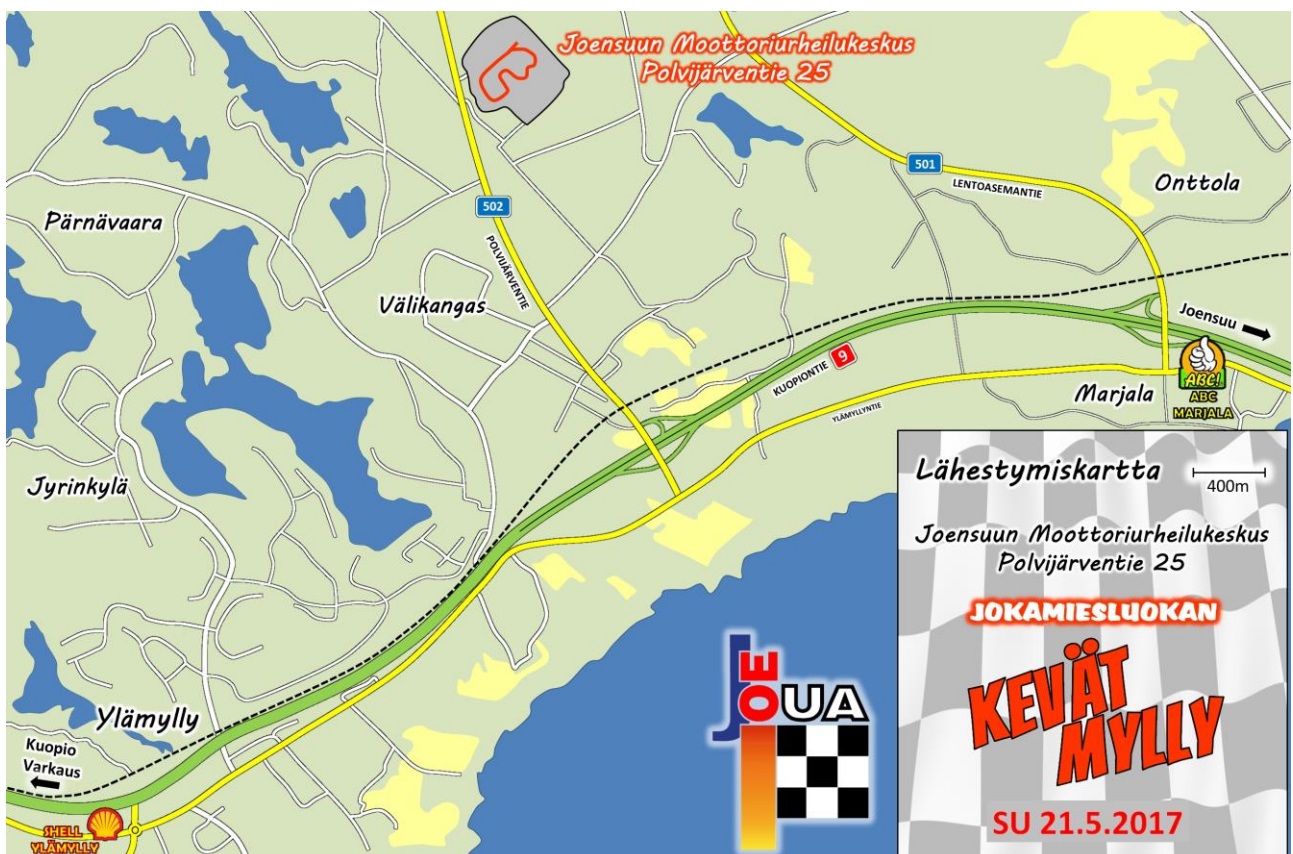 Joensuun Moottoriurheilukeskus
Polvijärventie 25
501
LENTOASEMANTIE
Onttola
Pärnävaara
502
POLVIJÄRVENTIE
Välikangas
Joensuu
KUOPIONTIE
9
ABC!
ABC
MARJALA
Marjala
YLÄMYLLYNTIE
Jyrinkylä
Lähestymiskartta
400m
Joensuun Moottoriurheilukeskus
Polvijärventie 25
JOKAMIESLUOKAN
KEVÄT
MYLLY
SU 21.5.2017
JOE
UA
Ylämylly
Kuopio
Varkaus
SHELL
YLÄMYLLY